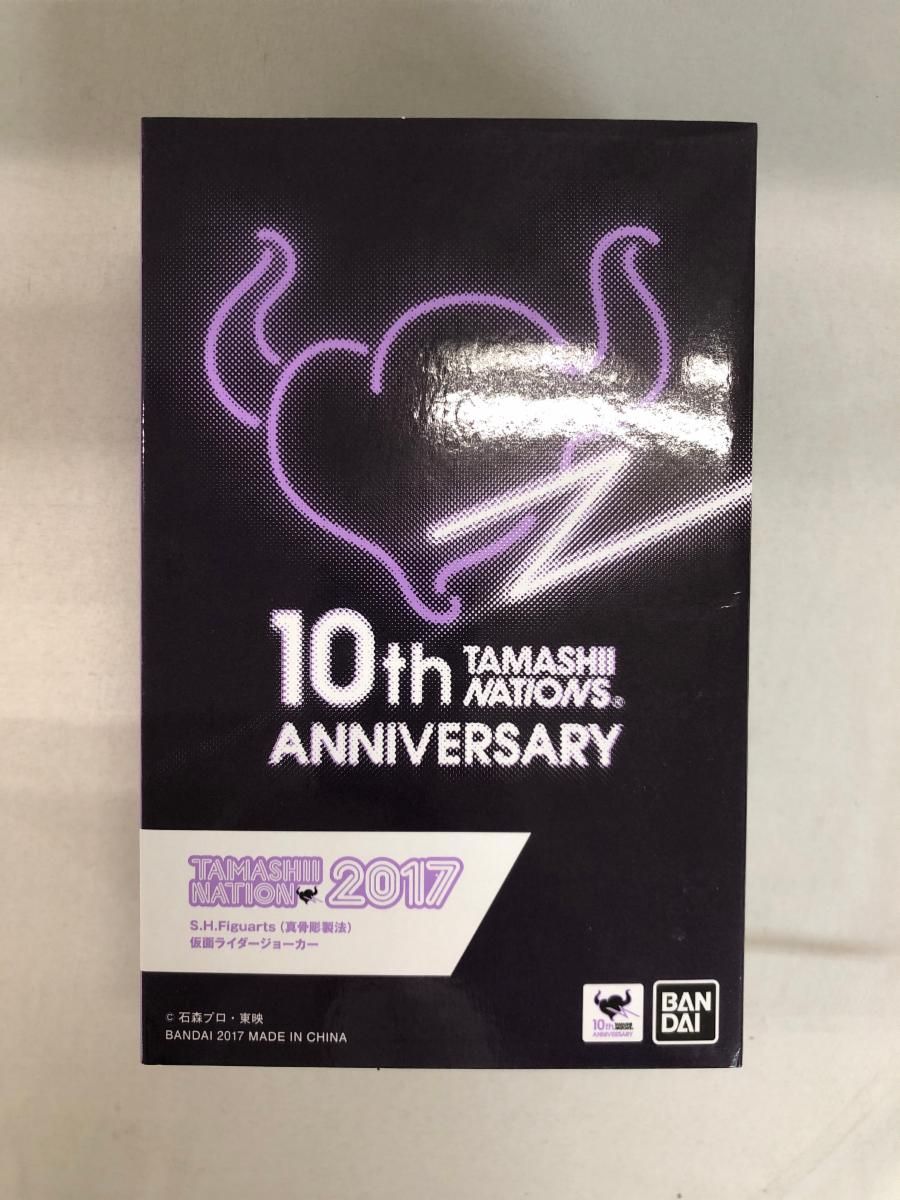 10th TAMASHII NATIONS®
ANNIVERSARY
TAMASHII
NATION 2017
S.H.Figuarts (真骨彫製法)
仮面ライダージョーカー
© 石森プロ・東映
BANDAI 2017 MADE IN CHINA
10th TAMASHII NATIONS
ANNIVERSARY
BAN
DAI